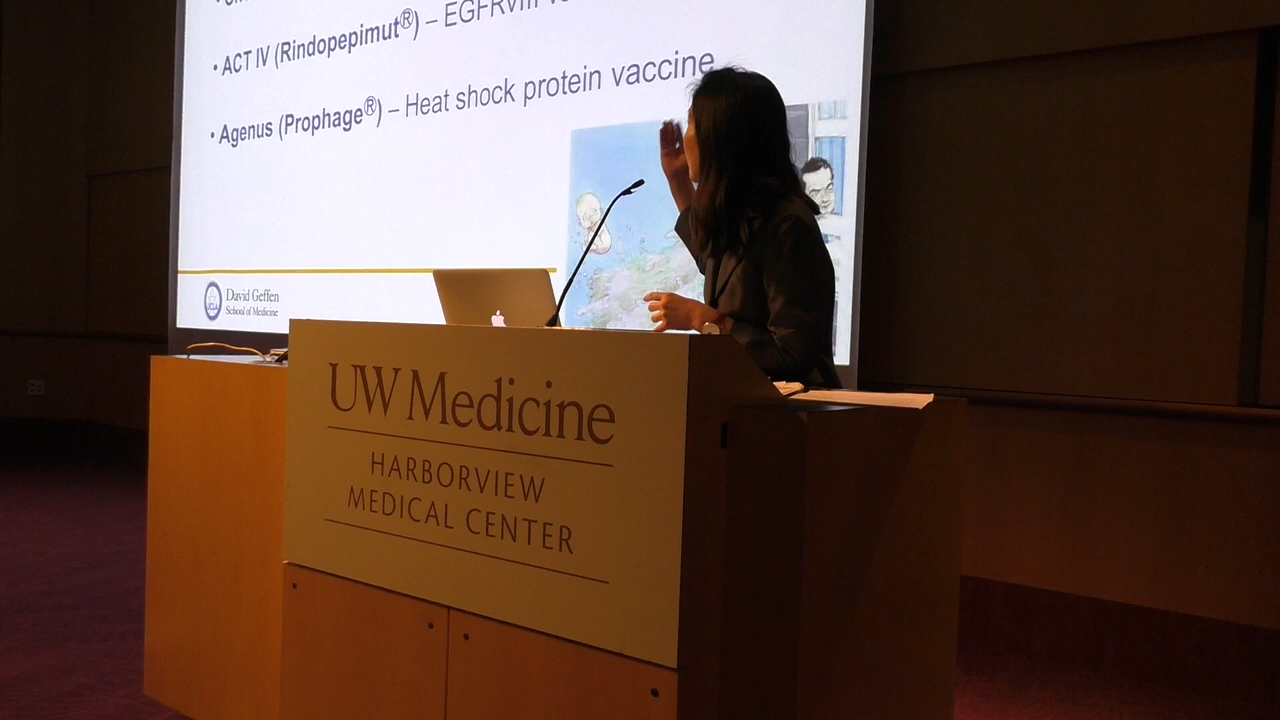 • ACT IV (Rindopepimut®) – EGFRvIII
• Agenus (Prophage®) – Heat shock protein vaccine
UCLA
David Geffen
School of Medicine
UW Medicine
HARBORVIEW
MEDICAL CENTER